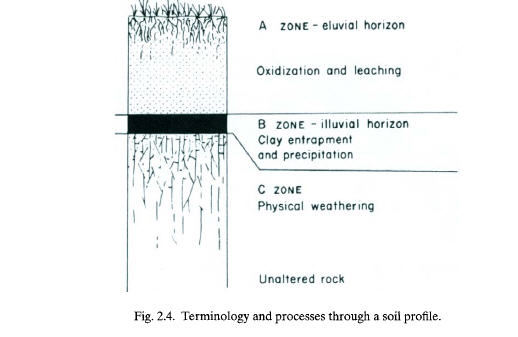 A ZONE - eluvial horizon
Oxidization and leaching
B ZONE - illuvial horizon
Clay entrapment
and precipitation
C ZONE
Physical weathering
Unaltered rock
Fig. 2.4. Terminology and processes through a soil profile.